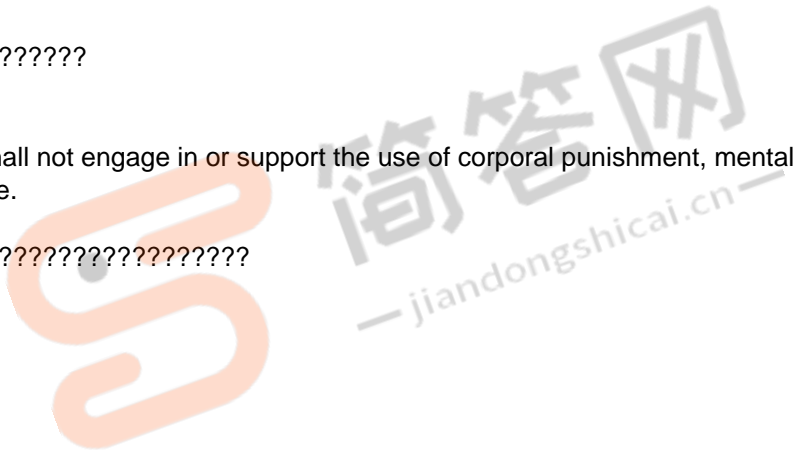 ??????
hall not engage in or support the use of corporal punishment, mental
e.
?????????????????
简答网
jiandongshicai.cn